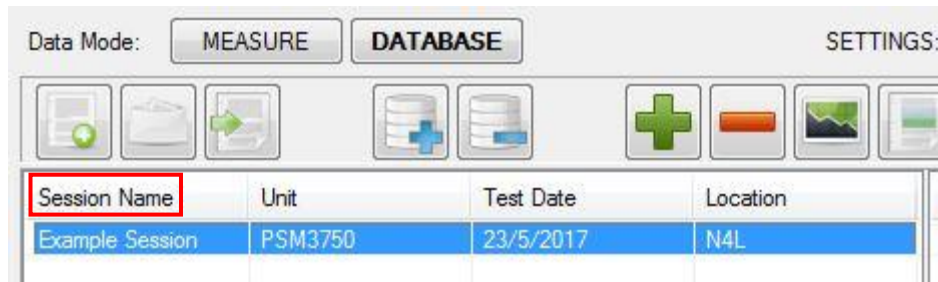 Data Mode: MEASURE DATABASE SETTINGS:
Session Name Unit Test Date Location
Example Session PSM3750 23/5/2017 N4L